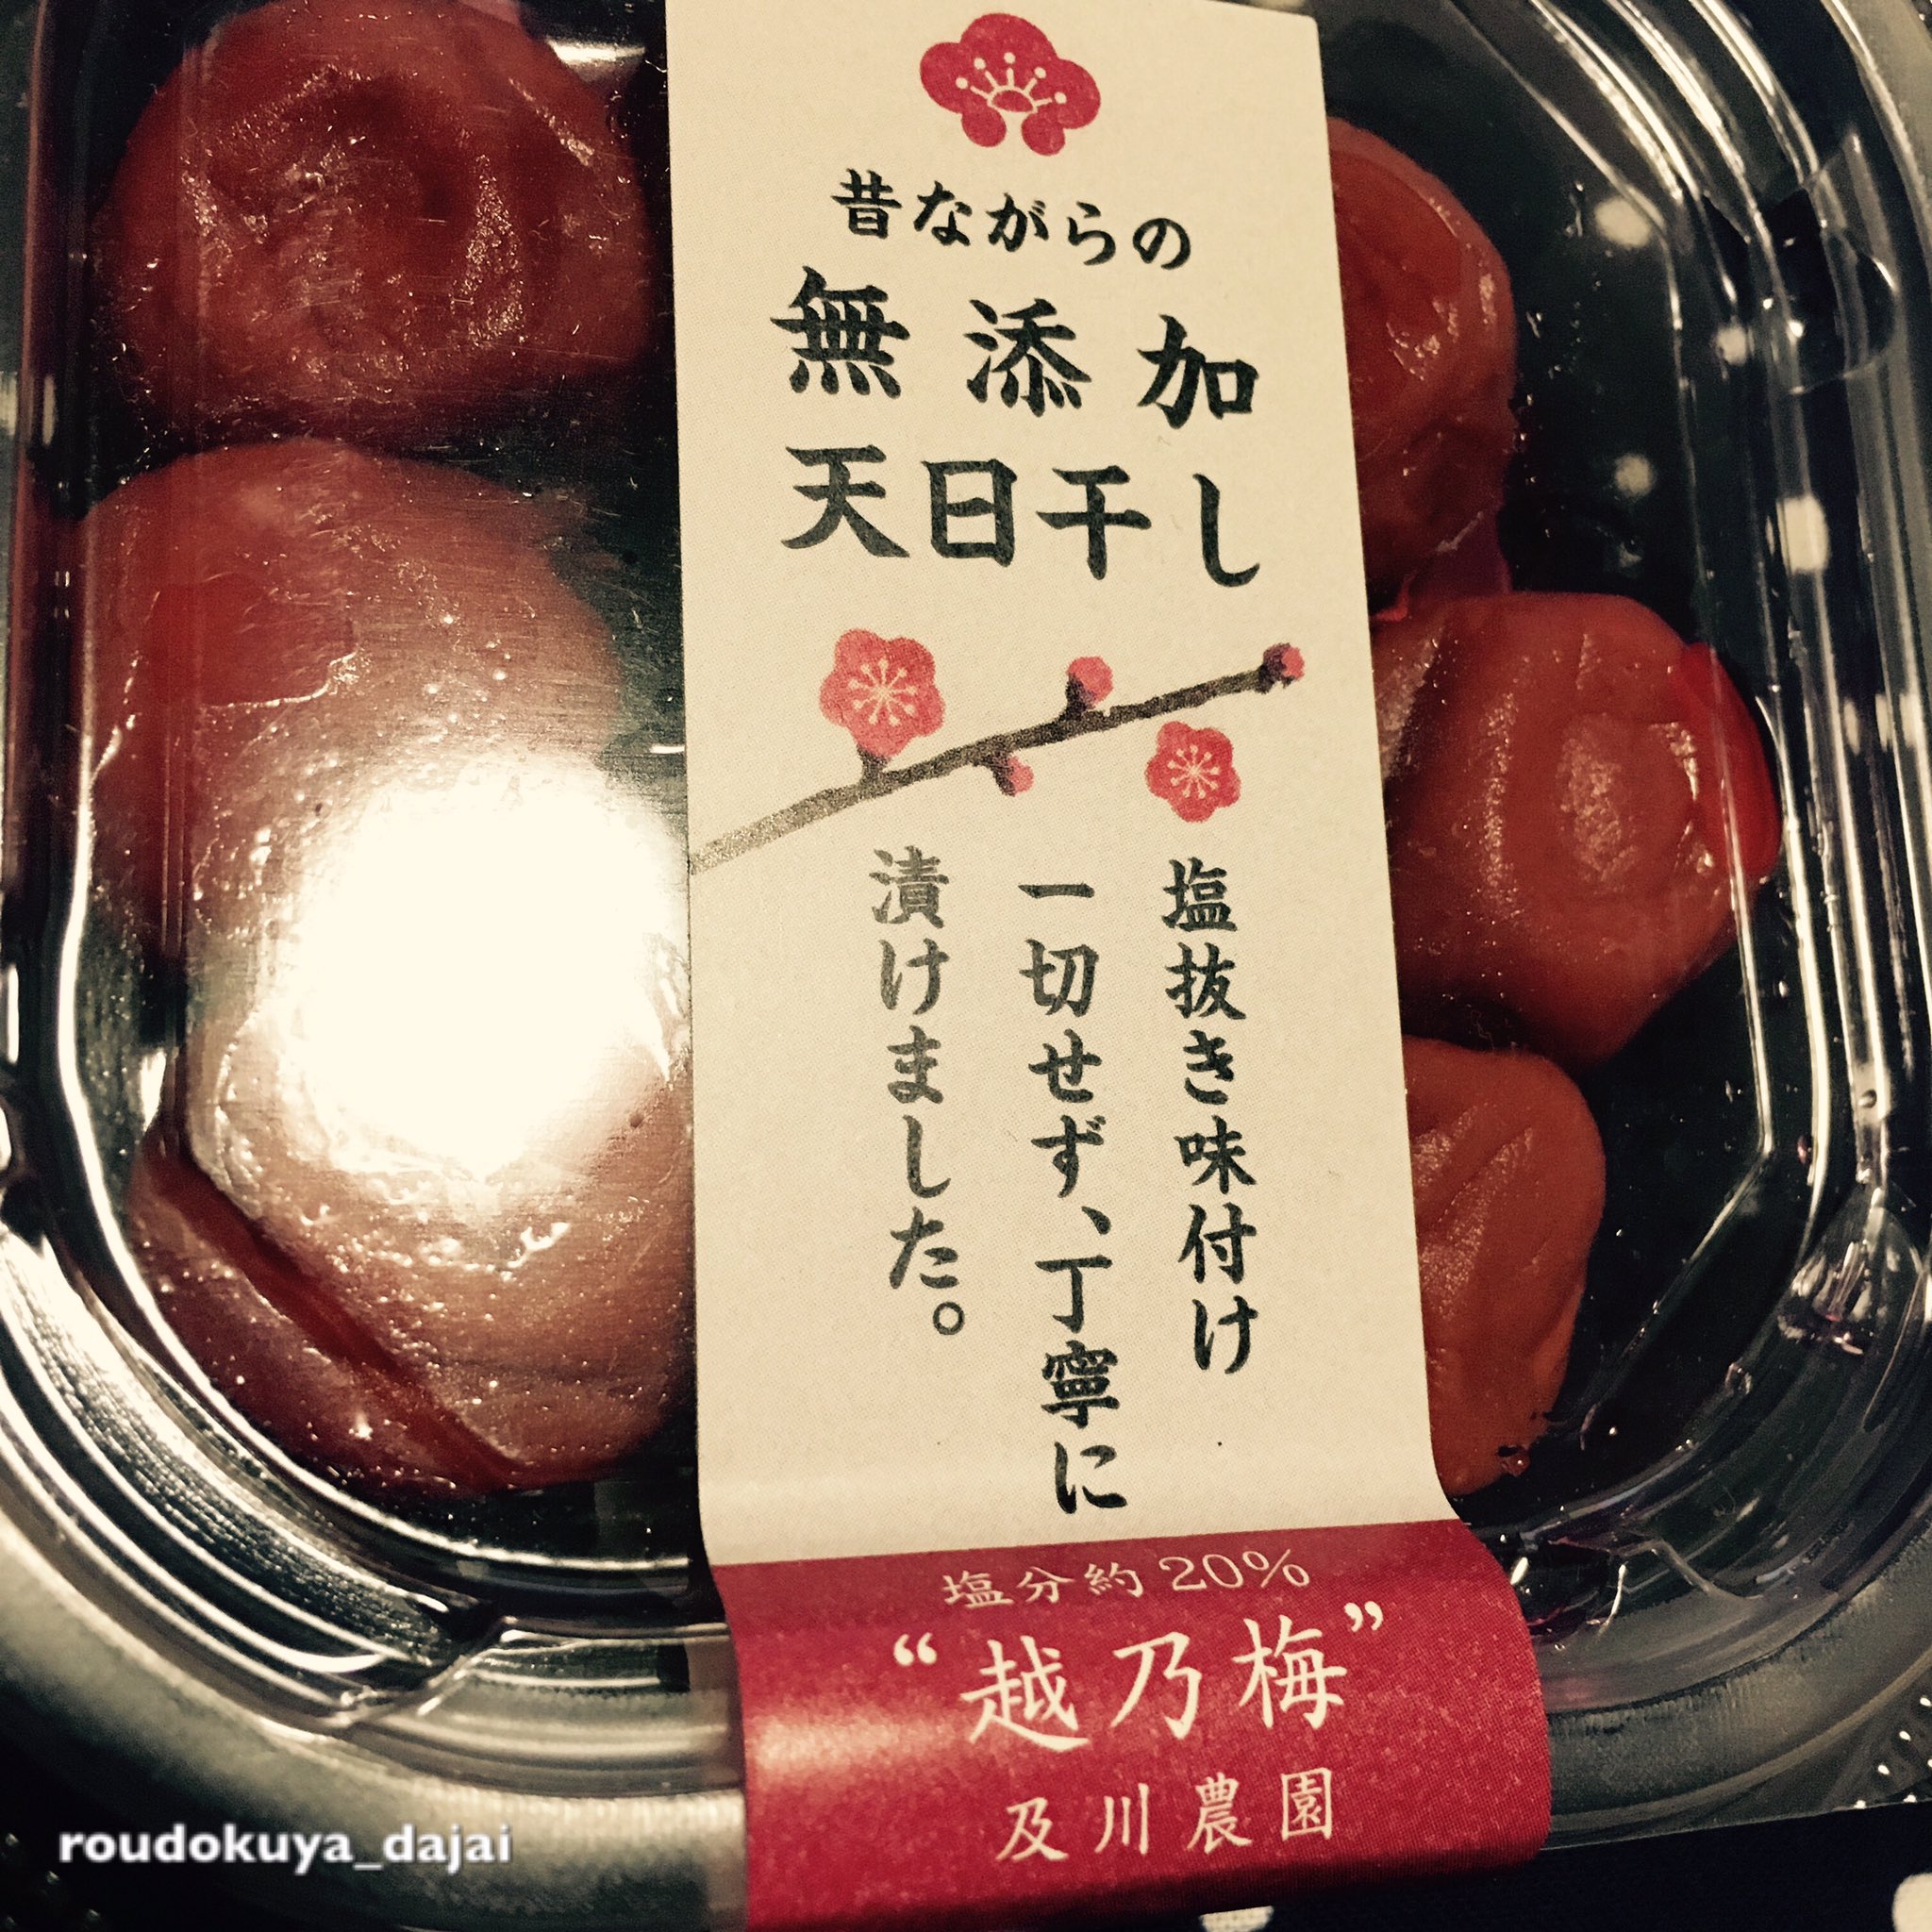 昔ながらの
無添加
天日干し
塩抜き味付け
一切せず、丁寧に
漬けました。
塩分約20%
“越乃梅”
及川農園
roudokuya_dajai